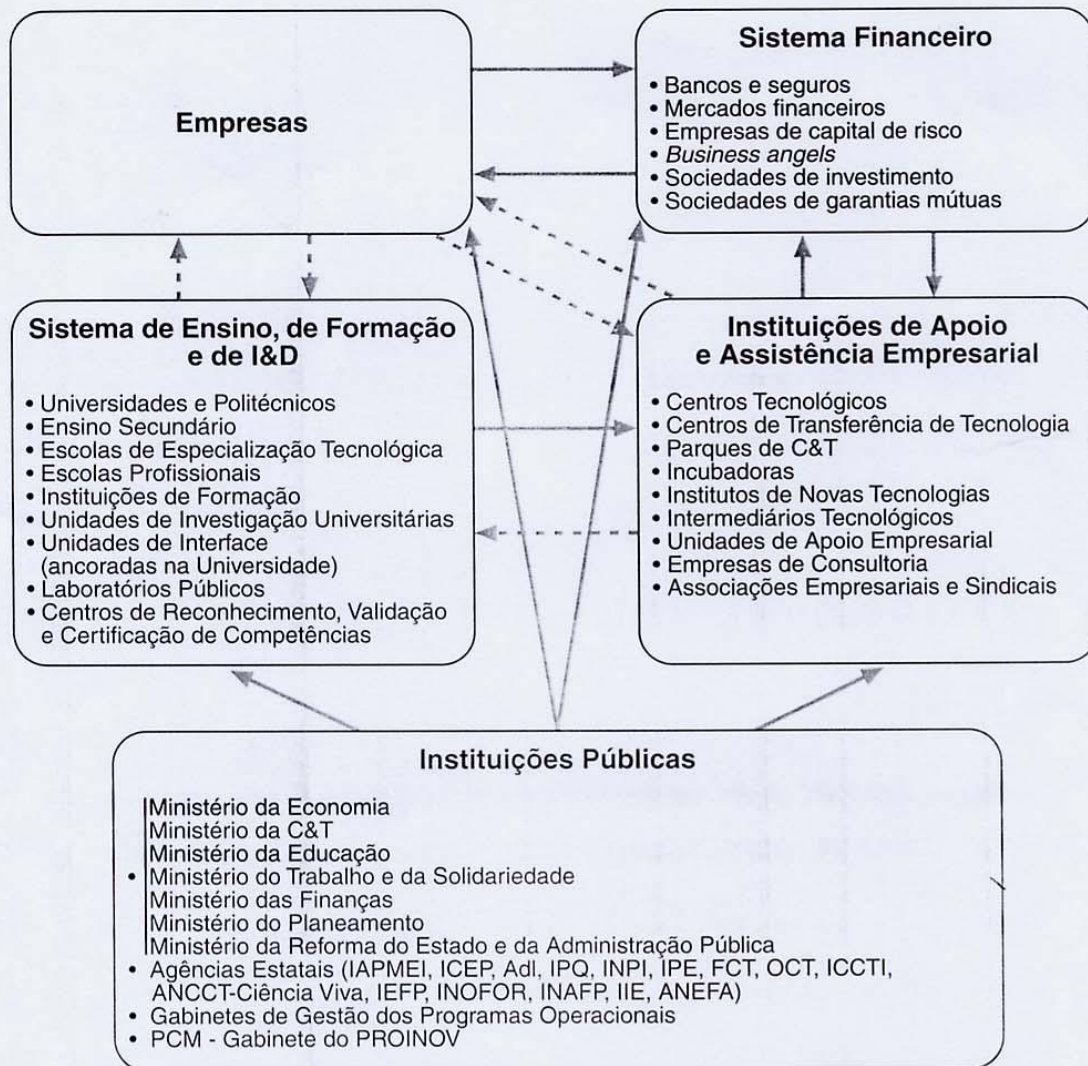 Empresas
Sistema Financeiro
• Bancos e seguros
• Mercados financeiros
• Empresas de capital de risco
• Business angels
• Sociedades de investimento
• Sociedades de garantias mútuas
Sistema de Ensino, de Formação
e de I&D
• Universidades e Politécnicos
• Ensino Secundário
• Escolas de Especialização Tecnológica
• Escolas Profissionais
• Instituições de Formação
• Unidades de Investigação Universitárias
• Unidades de Interface
(ancoradas na Universidade)
• Laboratórios Públicos
• Centros de Reconhecimento, Validação
e Certificação de Competências
Instituições de Apoio
e Assistência Empresarial
• Centros Tecnológicos
• Centros de Transferência de Tecnologia
• Parques de C&T
• Incubadoras
• Institutos de Novas Tecnologias
• Intermediários Tecnológicos
• Unidades de Apoio Empresarial
• Empresas de Consultoria
• Associações Empresariais e Sindicais
Instituições Públicas
Ministério da Economia
Ministério da C&T
Ministério da Educação
• Ministério do Trabalho e da Solidariedade
Ministério das Finanças
Ministério do Planeamento
Ministério da Reforma do Estado e da Administração Pública
• Agências Estatais (IAPMEI, ICEP, AdI, IPQ, INPI, IPE, FCT, OCT, ICCTI,
ANCCT-Ciência Viva, IEFP, INOFOR, INAFP, IIE, ANEFA)
• Gabinetes de Gestão dos Programas Operacionais
• PCM - Gabinete do PROINOV